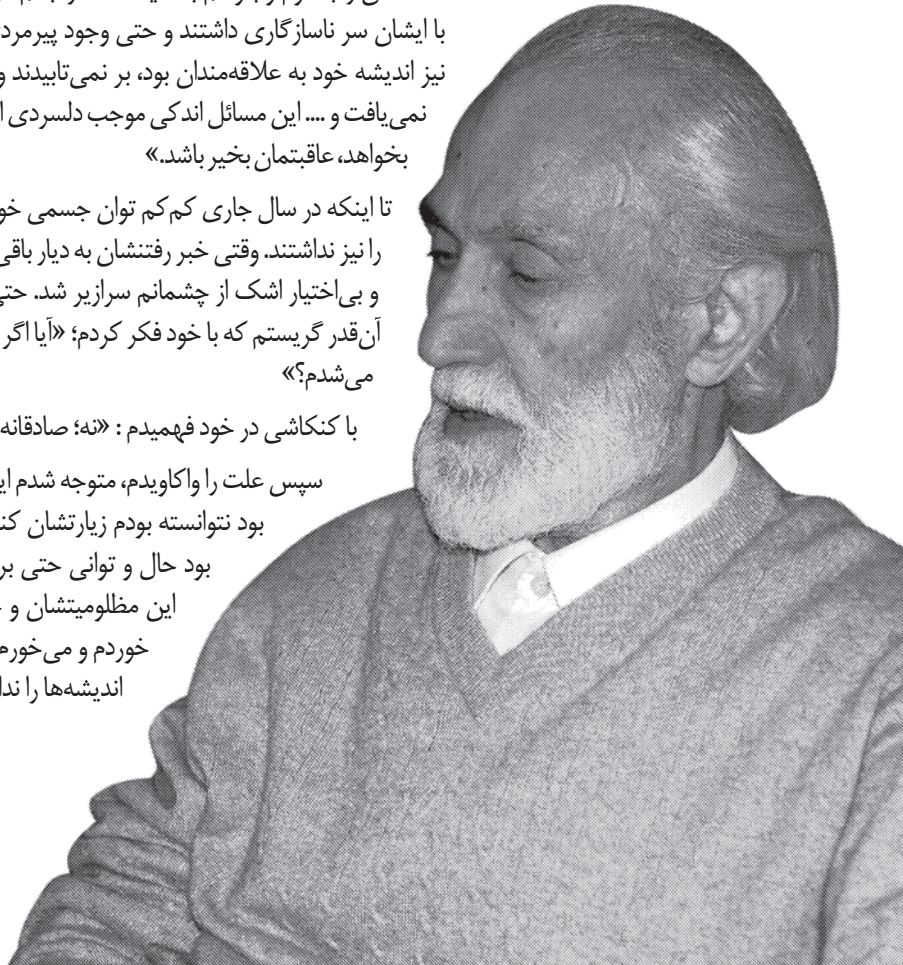 با ایشان سر ناسازگاری داشتند و حتی وجود پیرمرد
نیز اندیشه خود به علاقه‌مندان بود، بر نمی‌تابیدند و
نمی‌یافت و .... این مسائل اندکی موجب دلسردی ا
بخواهد، عاقبتمان بخیر باشد.»
تا اینکه در سال جاری کم‌کم توان جسمی خو
را نیز نداشتند. وقتی خبر رفتنشان به دیار باقی
و بی‌اختیار اشک از چشمانم سرازیر شد. حتی
آن‌قدر گریستم که با خود فکر کردم؛ «آیا اگر
می‌شدم؟»
با کنکاشی در خود فهمیدم : «نه؛ صادقانه
سپس علت را واکاویدم، متوجه شدم این
بود نتوانسته بودم زیارتشان کن
بود حال و توانی حتی بر
این مظلومیتشان و
خوردم و می‌خورم
اندیشه‌ها را ندا